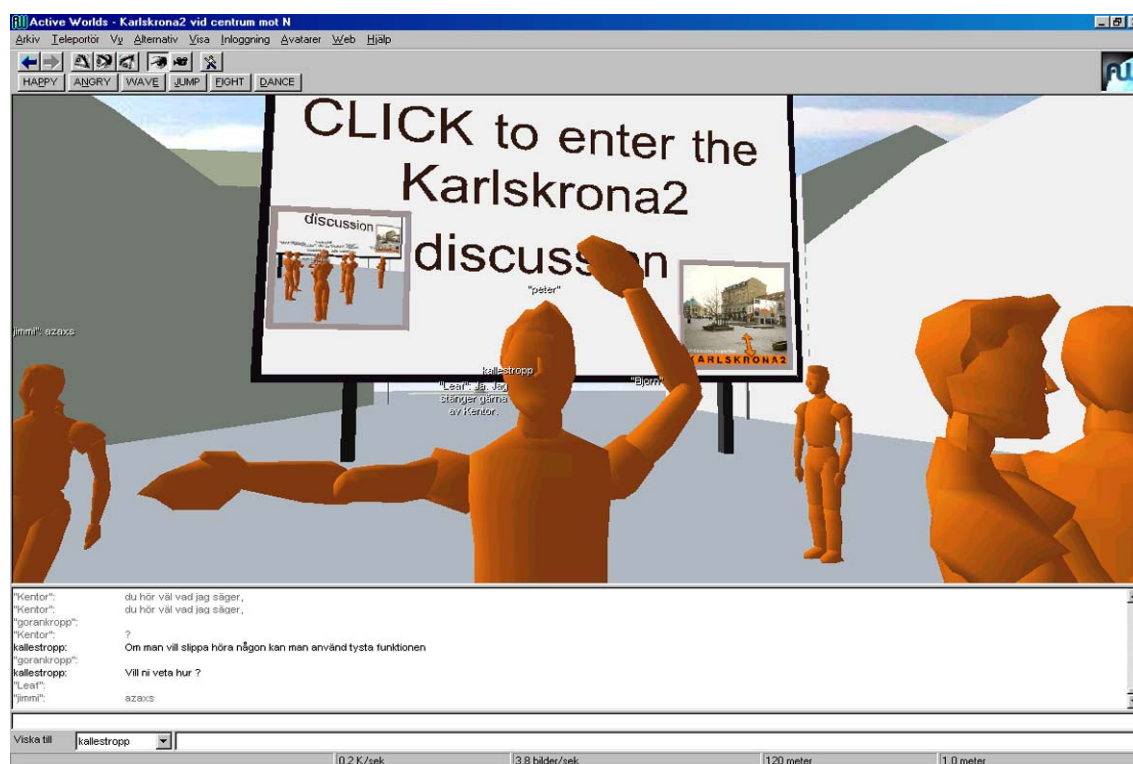 Active Worlds - Karlskrona2 vid centrum mot N
Arkiv Teleportör Vy Alternativ Visa Inloggning Avatarer Web Hjälp
HAPPY ANGRY WAVE JUMP FIGHT DANCE
CLICK to enter the
Karlskrona2
discussion
discussion
KARLSKRONA2
"peter"
jimmi": azaxs
kallestropp
"Bjorn"
"Leaf": Ja. Jag
stänger gärna
av Kentor.
"Kentor": du hör väl vad jag säger,
"Kentor": du hör väl vad jag säger,
"gorankropp":
"Kentor": ?
kallestropp: Om man vill slippa höra någon kan man använd tysta funktionen
"gorankropp":
kallestropp: Vill ni veta hur ?
"Leaf":
"jimmi": azaxs
Viska till kallestropp
0.2 K/sek 3.8 bilder/sek 120 meter 1.0 meter